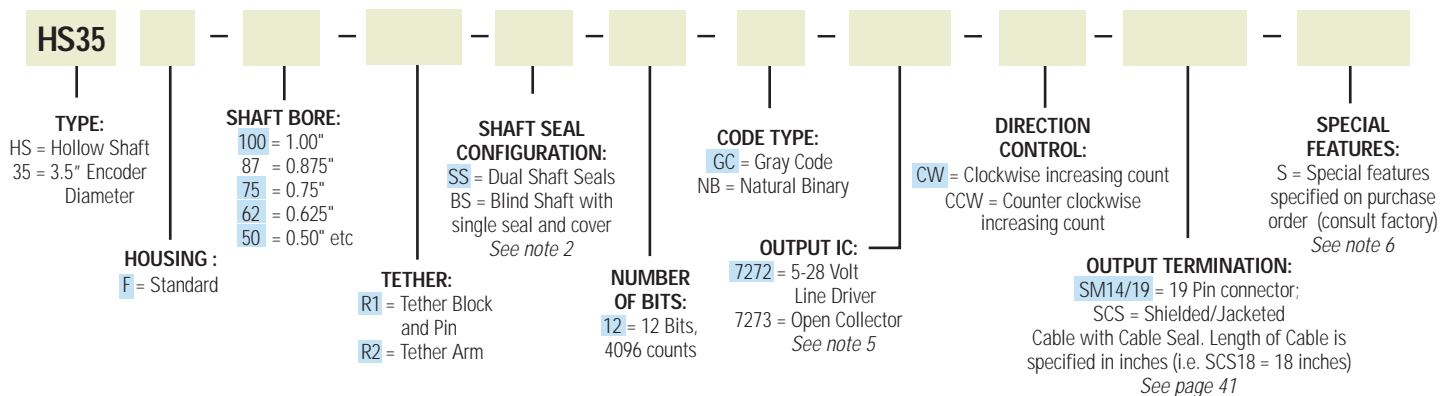 HS35 – – – – – – – – –
TYPE:
HS = Hollow Shaft
35 = 3.5" Encoder
Diameter
HOUSING :
F = Standard
SHAFT BORE:
100 = 1.00"
87 = 0.875"
75 = 0.75"
62 = 0.625"
50 = 0.50" etc
TETHER:
R1 = Tether Block
and Pin
R2 = Tether Arm
SHAFT SEAL
CONFIGURATION:
SS = Dual Shaft Seals
BS = Blind Shaft with
single seal and cover
See note 2
NUMBER
OF BITS:
12 = 12 Bits,
4096 counts
CODE TYPE:
GC = Gray Code
NB = Natural Binary
OUTPUT IC:
7272 = 5-28 Volt
Line Driver
7273 = Open Collector
See note 5
DIRECTION
CONTROL:
CW = Clockwise increasing count
CCW = Counter clockwise
increasing count
OUTPUT TERMINATION:
SM14/19 = 19 Pin connector;
SCS = Shielded/Jacketed
Cable with Cable Seal. Length of Cable is
specified in inches (i.e. SCS18 = 18 inches)
See page 41
SPECIAL
FEATURES:
S = Special features
specified on purchase
order (consult factory)
See note 6